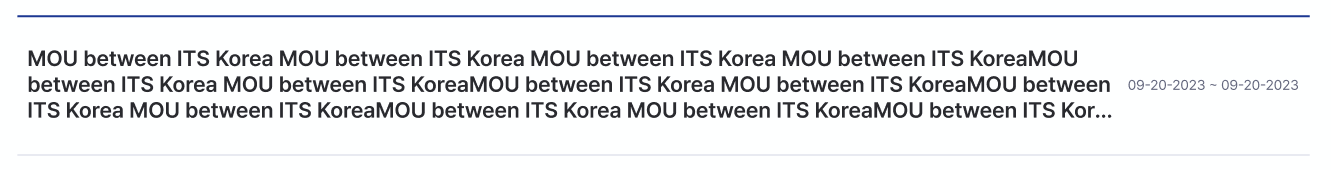 MOU between ITS Korea MOU between ITS Korea MOU between ITS Korea MOU between ITS KoreaMOU
between ITS Korea MOU between ITS KoreaMOU between ITS Korea MOU between ITS KoreaMOU between
ITS Korea MOU between ITS KoreaMOU between ITS Korea MOU between ITS KoreaMOU between ITS Kor...
09-20-2023 ~ 09-20-2023